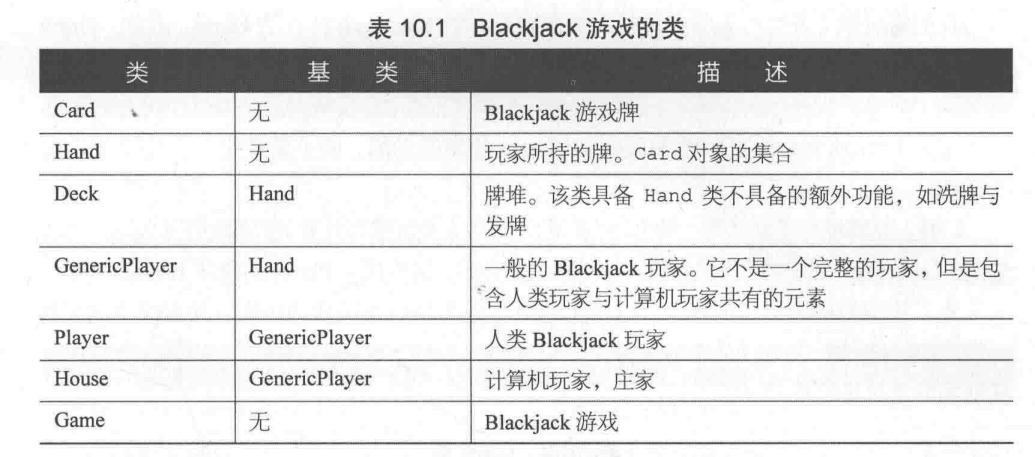 表 10.1 Blackjack 游戏的类
类 基 类 描 述
Card 无 Blackjack 游戏牌
Hand 无 玩家所持的牌。Card 对象的集合
Deck Hand 牌堆。该类具备 Hand 类不具备的额外功能，如洗牌与
发牌
GenericPlayer Hand 一般的 Blackjack 玩家。它不是一个完整的玩家，但是包
含人类玩家与计算机玩家共有的元素
Player GenericPlayer 人类 Blackjack 玩家
House GenericPlayer 计算机玩家，庄家
Game 无 Blackjack 游戏